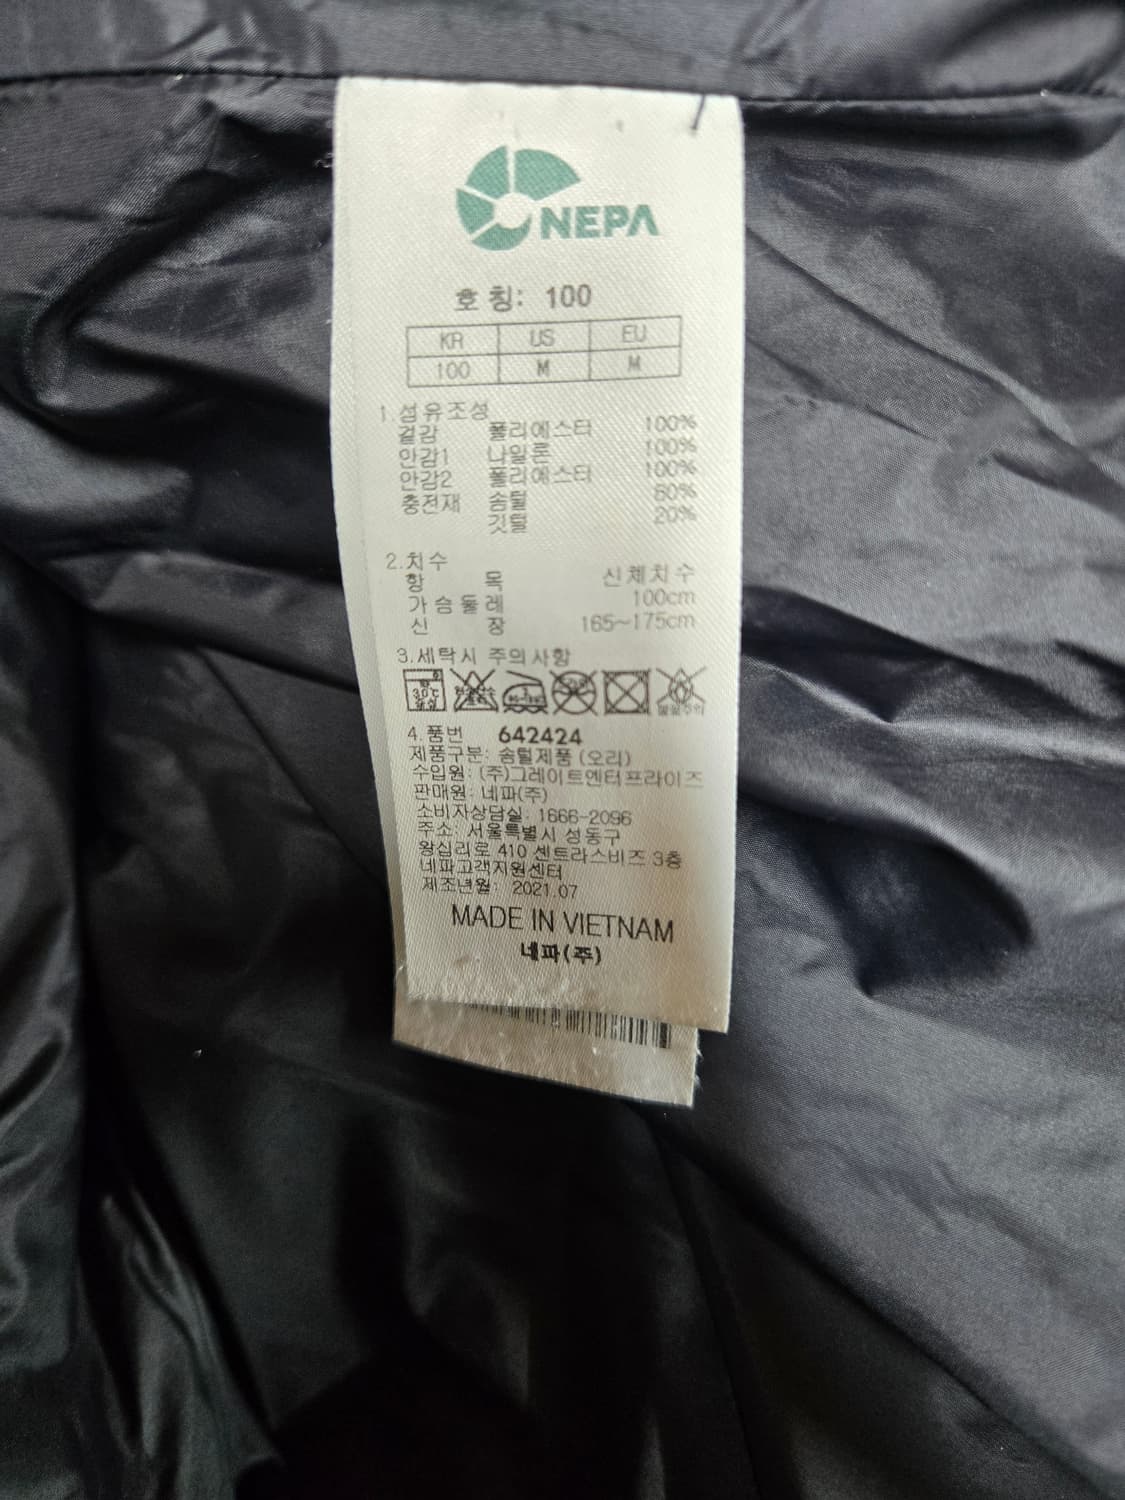 NEPA
호 칭: 100
KR US EU
100 M M
1.섬유조성
겉감 폴리에스터 100%
안감1 나일론 100%
안감2 폴리에스터 100%
충전재 솜털 80%
깃털 20%
2.치수
항 목 신체치수
가슴둘레 100cm
신 장 165~175cm
3.세탁시 주의사항
4.품번 642424
제품구분: 솜털제품 (오리)
수입원: (주)그레이트엔터프라이즈
판매원: 네파(주)
소비자상담실: 1666-2096
주소: 서울특별시 성동구
왕십리로 410 센트라스비즈 3층
네파고객지원센터
제조년월: 2021.07
MADE IN VIETNAM
네파(주)